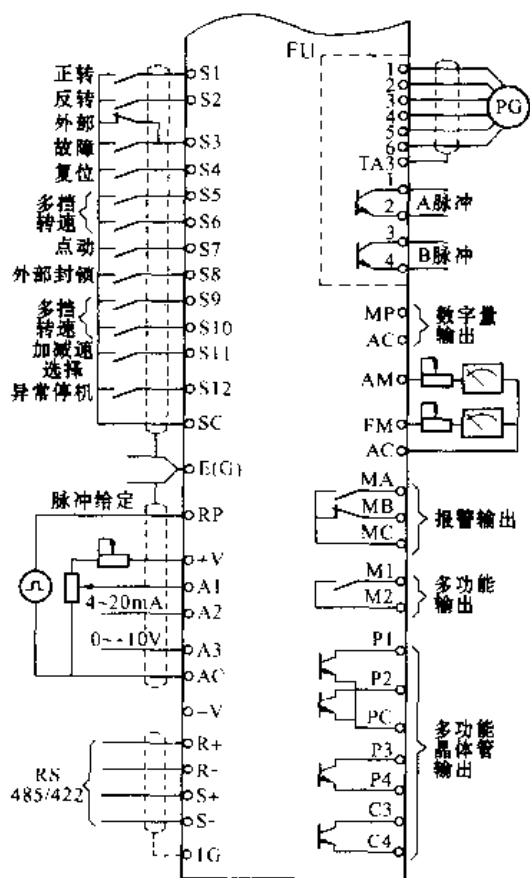 正转
反转
外部
故障
复位
多挡
转速
点动
外部封锁
多挡
转速
加减速
选择
异常停机
S1
S2
S3
S4
S5
S6
S7
S8
S9
S10
S11
S12
SC
E(G)
脉冲给定
RP
+V
A1
4~20mA
A2
0~-10V
A3
AC
-V
RS
485/422
R+
R-
S+
S-
IG
FU
1
2
3
4
5
6
PG
TA3
1
2
A脉冲
3
4
B脉冲
MP
AC
数字量
输出
AM
FM
AC
MA
MB
MC
报警输出
M1
M2
多功能
输出
P1
P2
PC
P3
P4
C3
C4
多功能
晶体管
输出